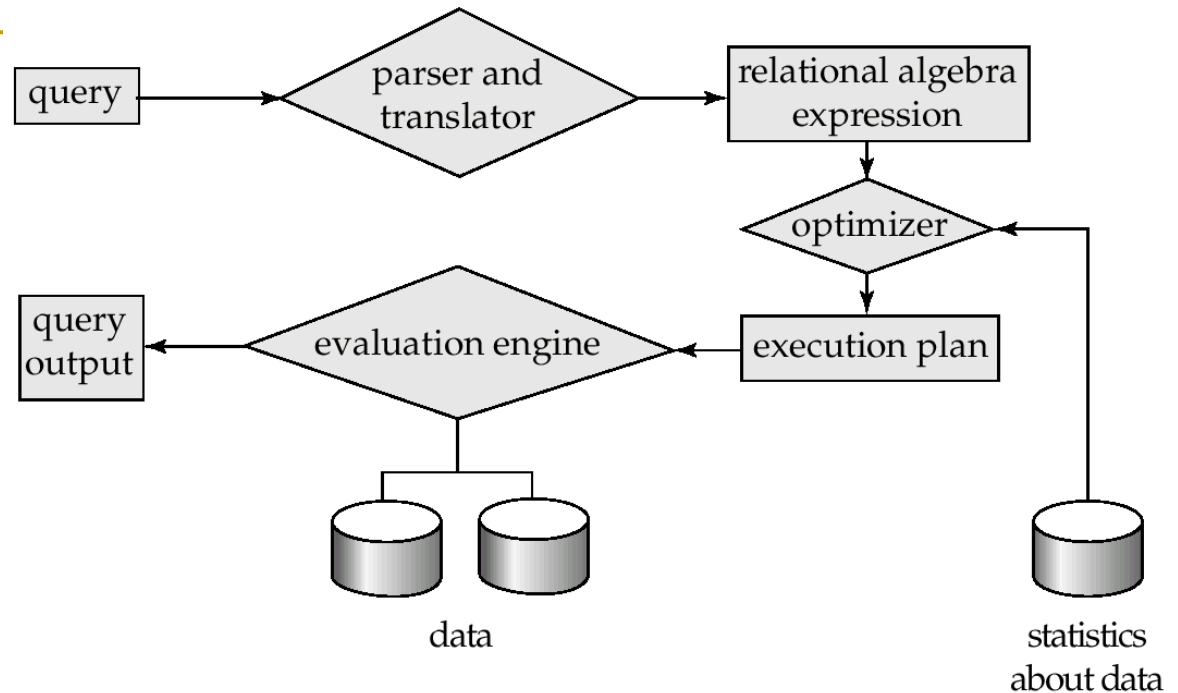 query
parser and
translator
relational algebra
expression
optimizer
query
output
evaluation engine
execution plan
data
statistics
about data